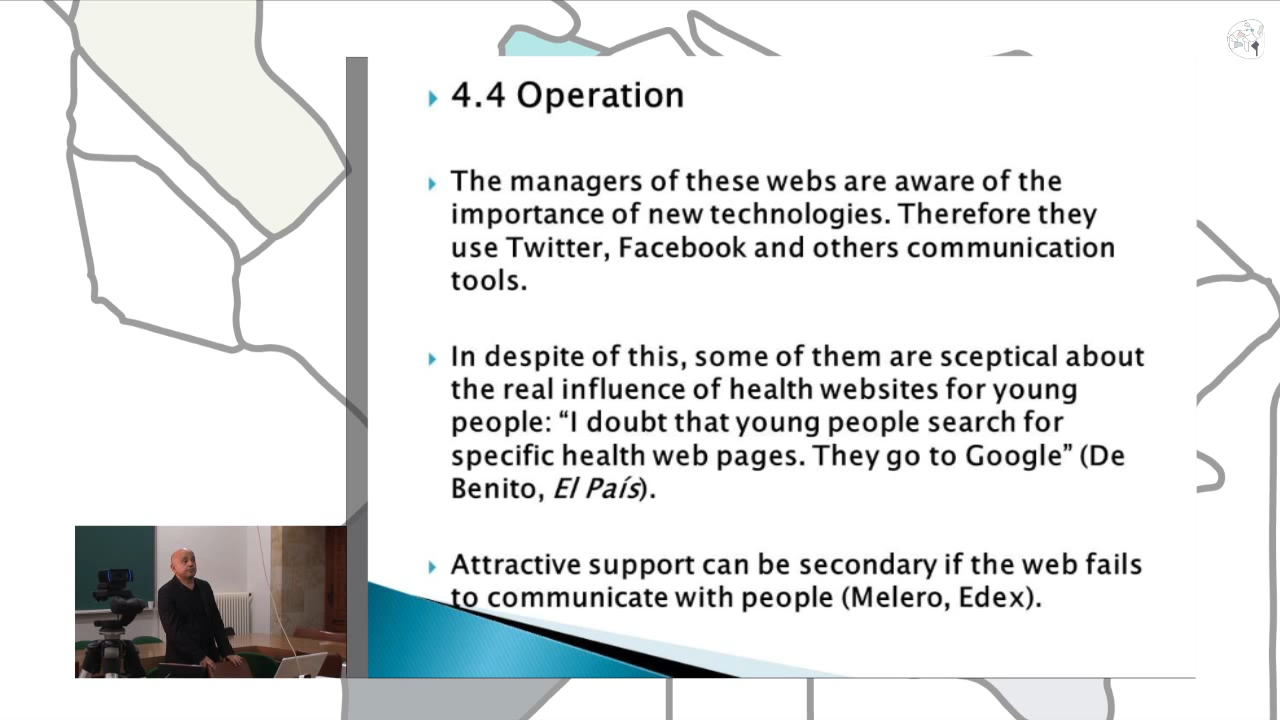 4.4 Operation
The managers of these webs are aware of the
importance of new technologies. Therefore they
use Twitter, Facebook and others communication
tools.
In despite of this, some of them are sceptical about
the real influence of health websites for young
people: “I doubt that young people search for
specific health web pages. They go to Google” (De
Benito, El País).
Attractive support can be secondary if the web fails
to communicate with people (Melero, Edex).